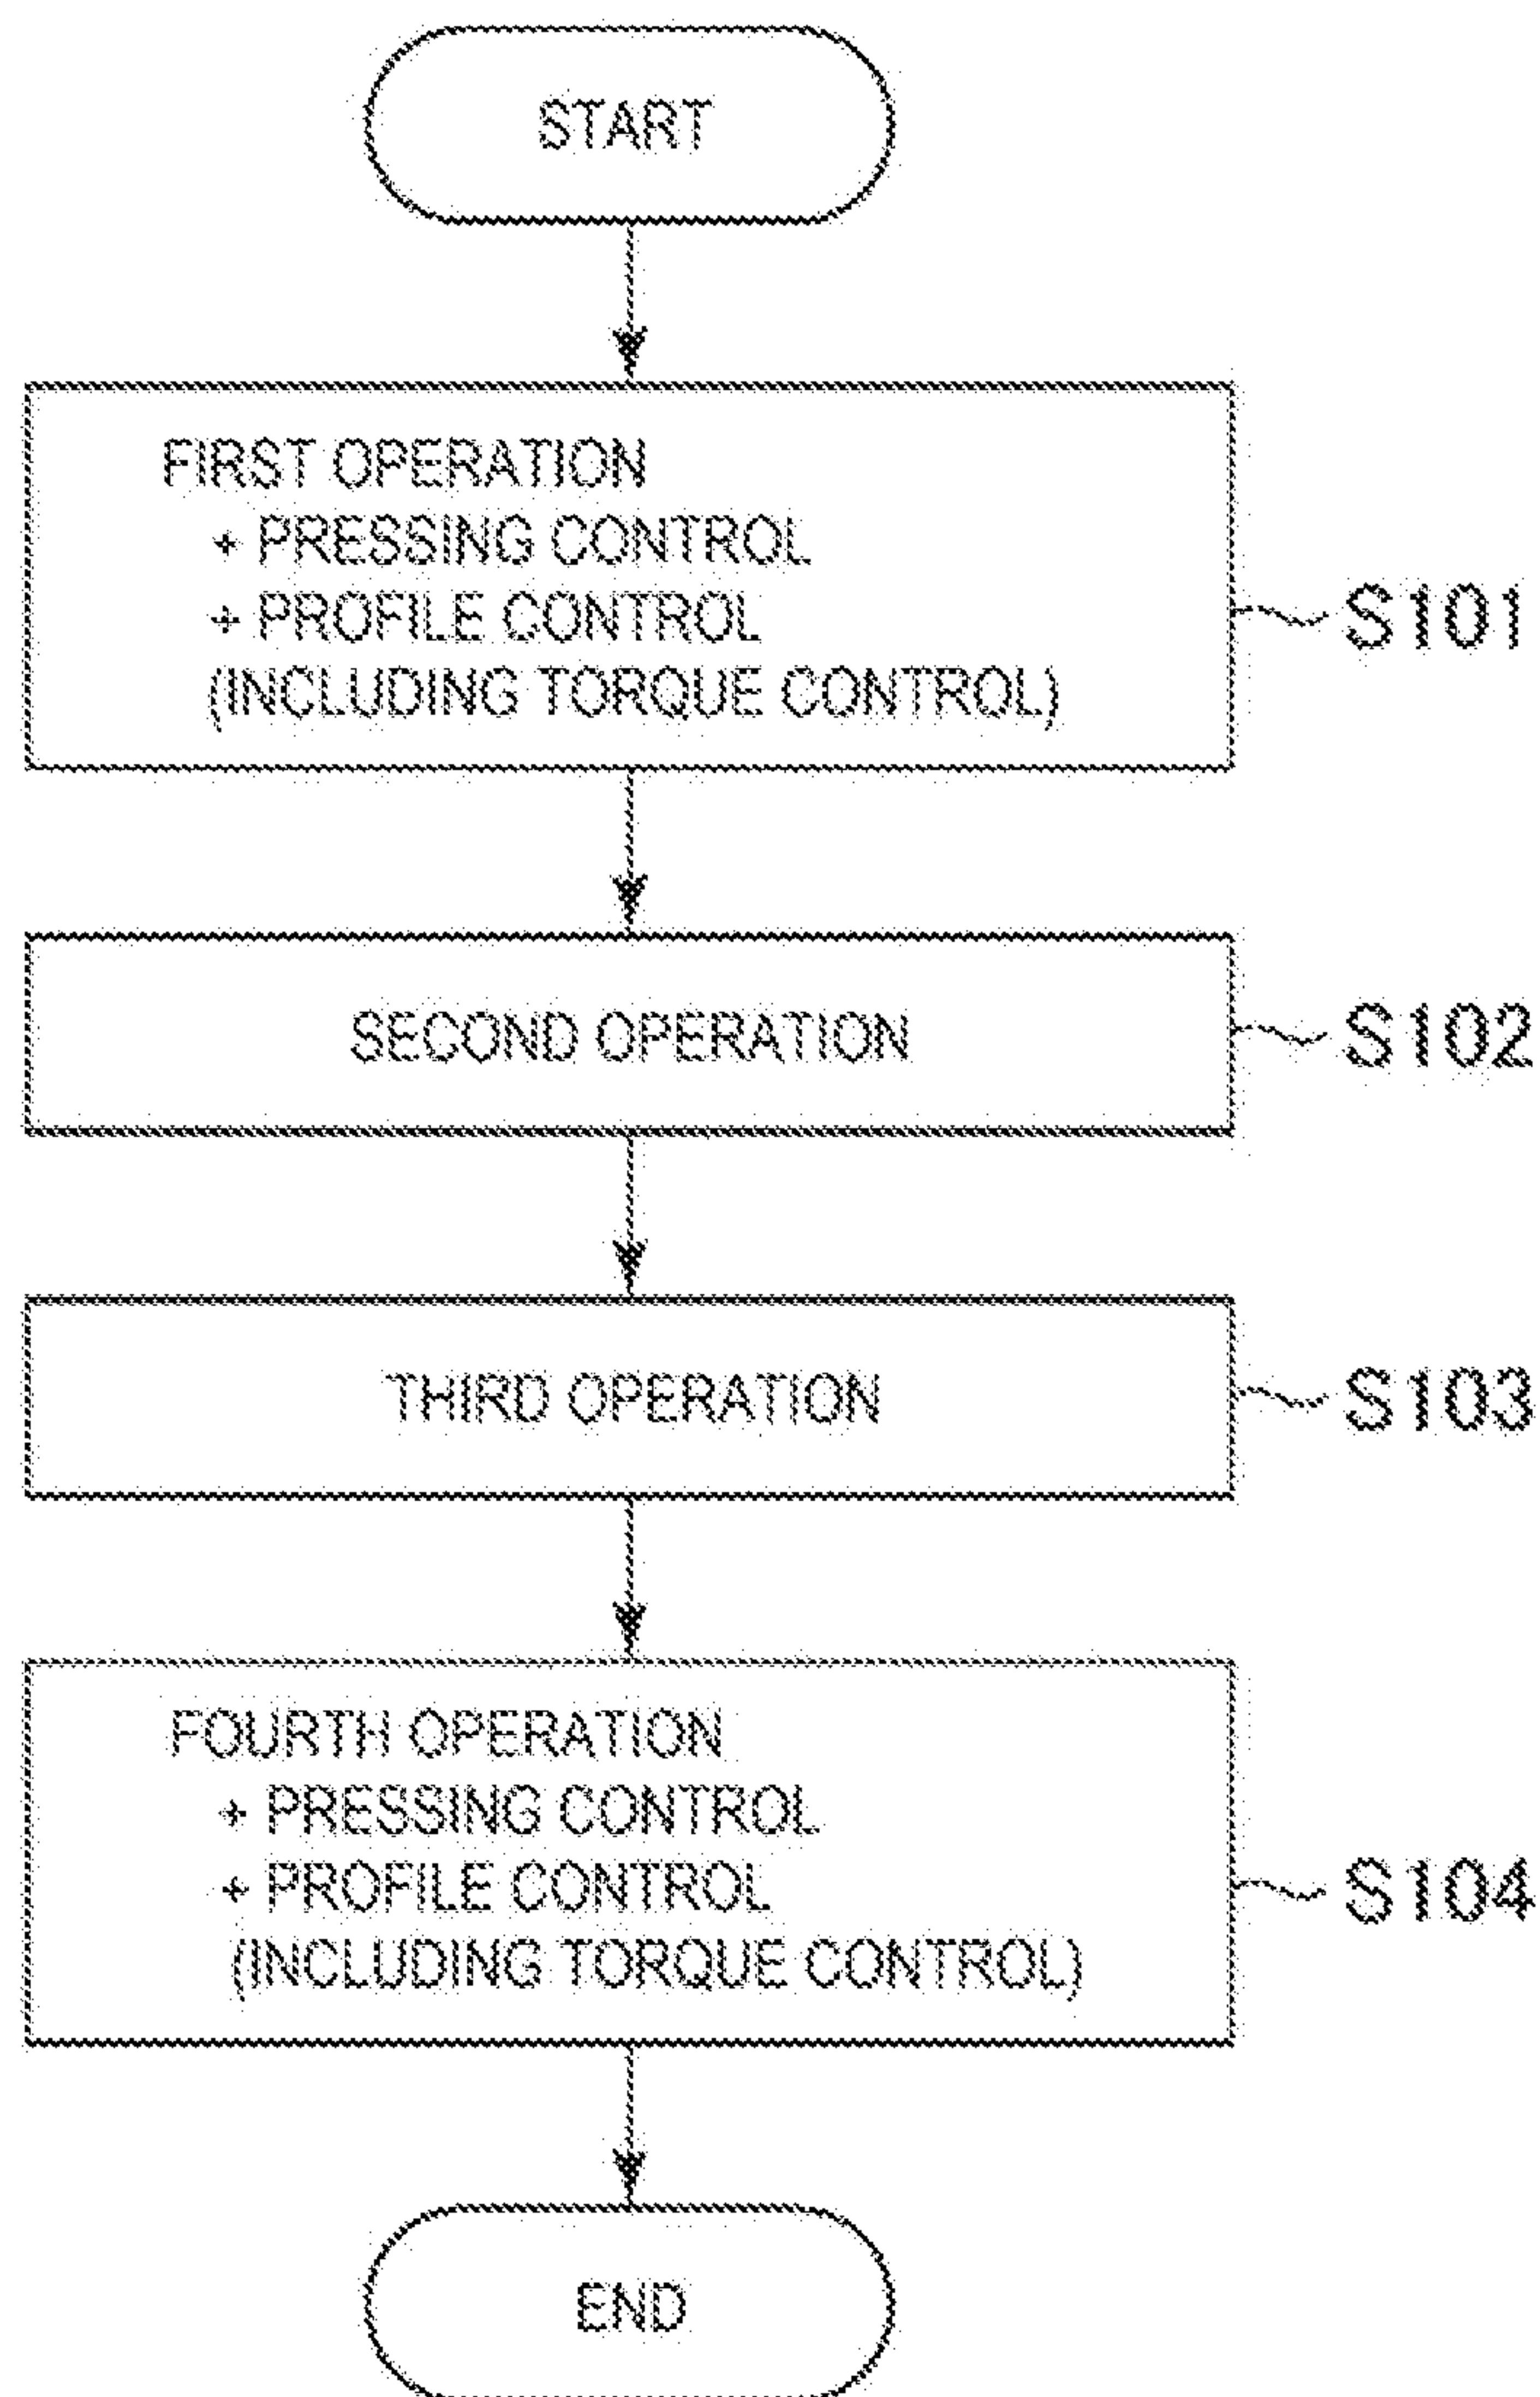 START
FIRST OPERATION
+ PRESSING CONTROL
+ PROFILE CONTROL
(INCLUDING TORQUE CONTROL)
S101
SECOND OPERATION
S102
THIRD OPERATION
S103
FOURTH OPERATION
+ PRESSING CONTROL
+ PROFILE CONTROL
(INCLUDING TORQUE CONTROL)
S104
END